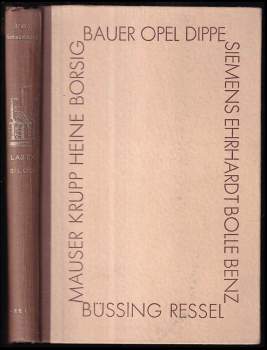 BAUER OPEL DIPPE
SIEMENS EHRHARDT BOLLE BENZ
BÜSSING RESSEL
MAUSER KRUPP HEINE BORSIG